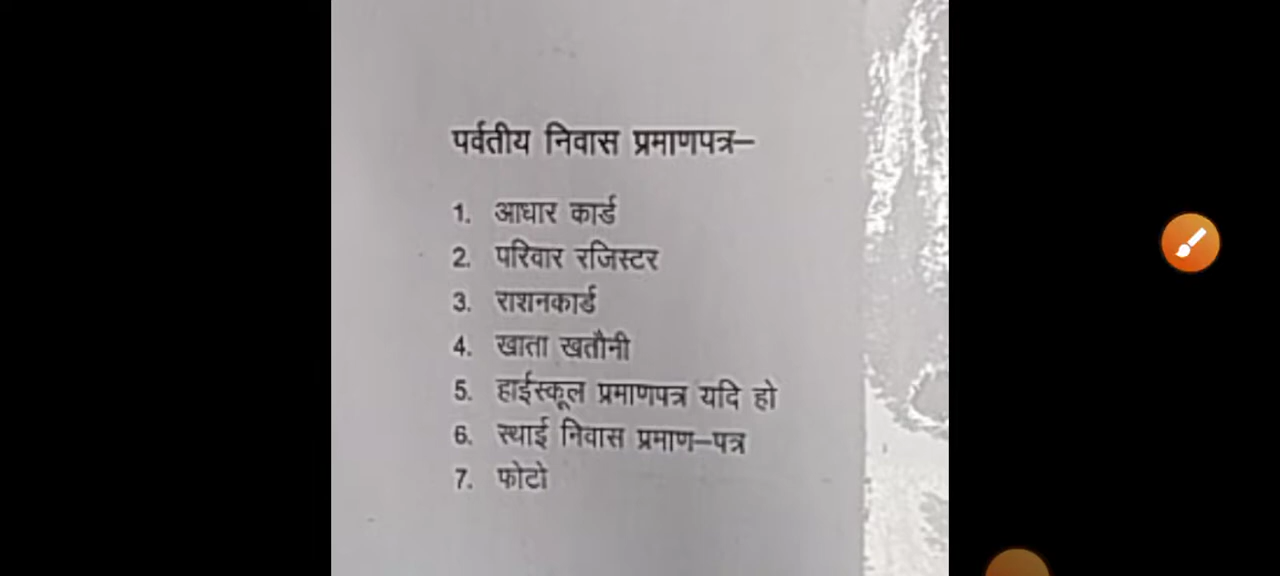 पर्वतीय निवास प्रमाणपत्र–
1. आधार कार्ड
2. परिवार रजिस्टर
3. राशनकार्ड
4. खाता खतौनी
5. हाईस्कूल प्रमाणपत्र यदि हो
6. स्थाई निवास प्रमाण–पत्र
7. फोटो